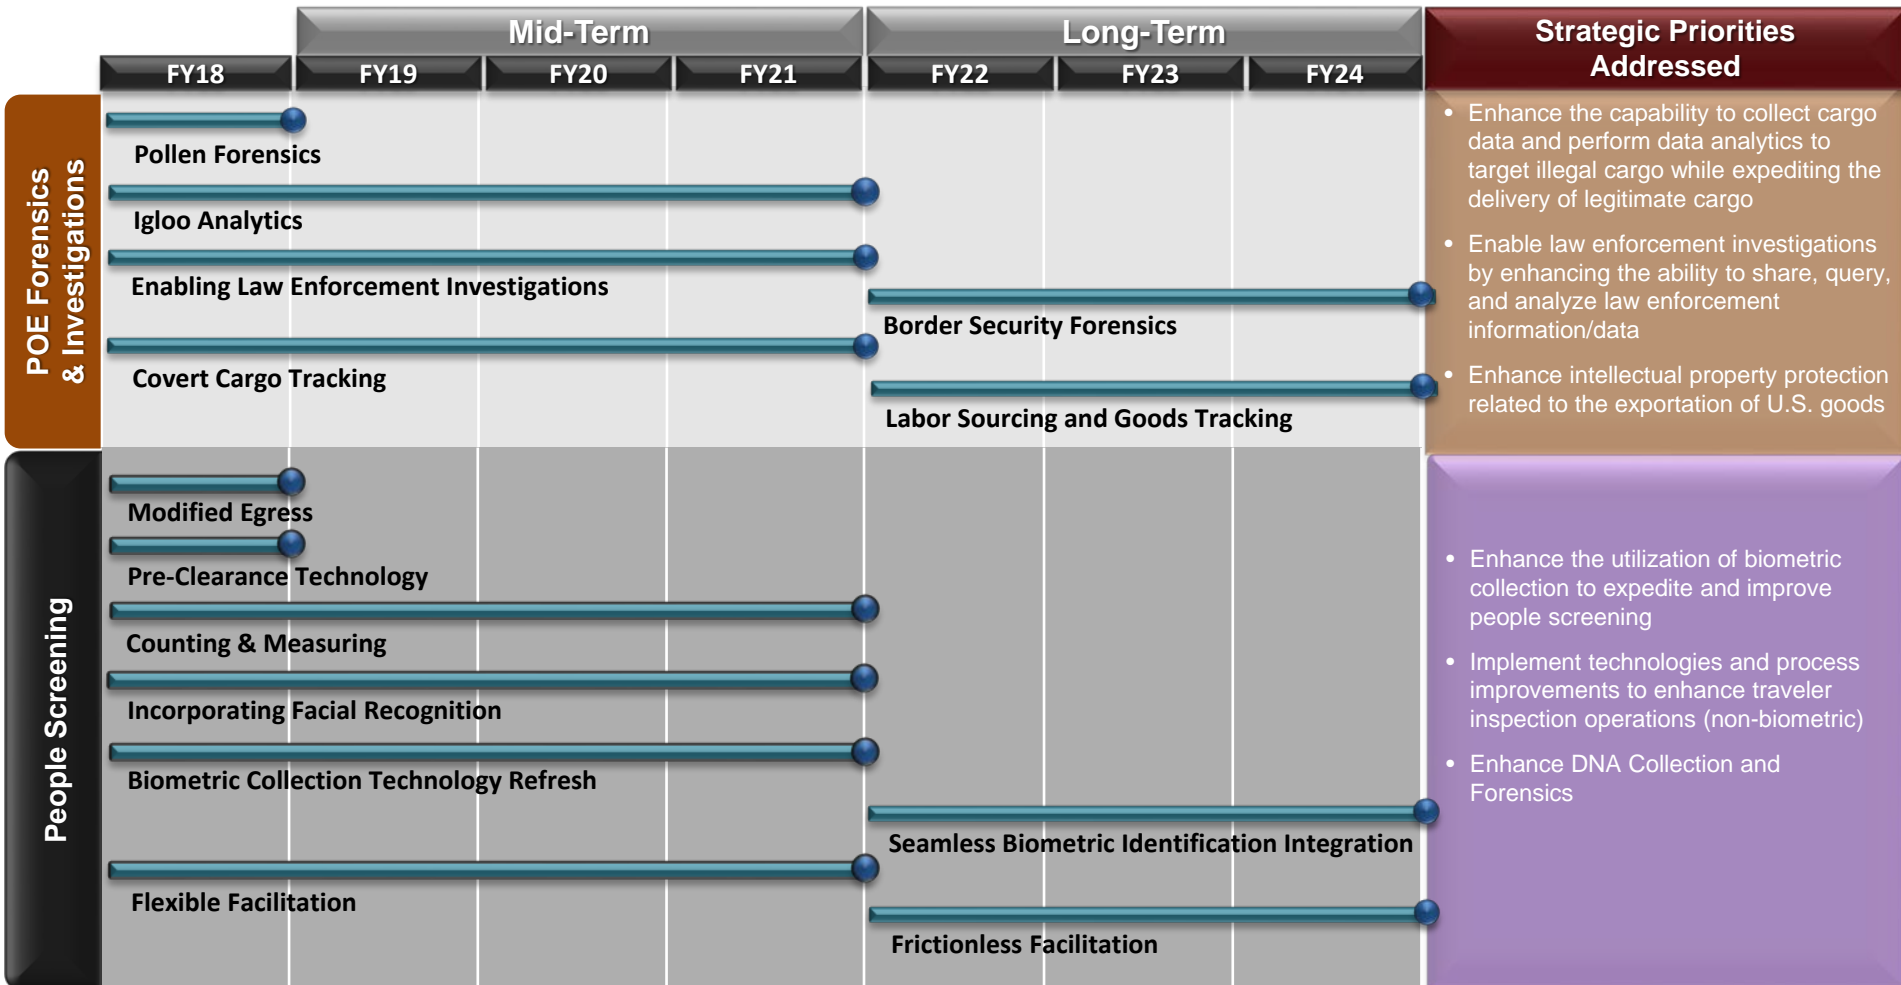 Mid-Term
Long-Term
Strategic Priorities
Addressed
FY18
FY19
FY20
FY21
FY22
FY23
FY24
POE Forensics
& Investigations
Pollen Forensics
Igloo Analytics
Enabling Law Enforcement Investigations
Border Security Forensics
Covert Cargo Tracking
Labor Sourcing and Goods Tracking
• Enhance the capability to collect cargo
data and perform data analytics to
target illegal cargo while expediting the
delivery of legitimate cargo
• Enable law enforcement investigations
by enhancing the ability to share, query,
and analyze law enforcement
information/data
• Enhance intellectual property protection
related to the exportation of U.S. goods
People Screening
Modified Egress
Pre-Clearance Technology
Counting & Measuring
Incorporating Facial Recognition
Biometric Collection Technology Refresh
Seamless Biometric Identification Integration
Flexible Facilitation
Frictionless Facilitation
• Enhance the utilization of biometric
collection to expedite and improve
people screening
• Implement technologies and process
improvements to enhance traveler
inspection operations (non-biometric)
• Enhance DNA Collection and
Forensics